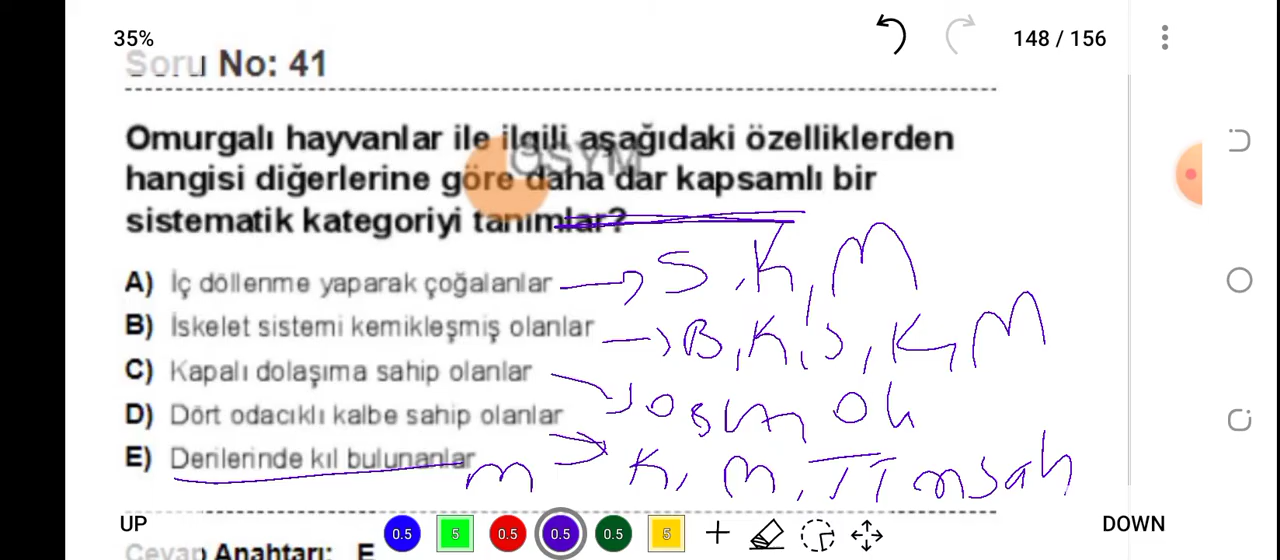 35%
148 / 156
Soru No: 41
ÖSYM
Omurgalı hayvanlar ile ilgili aşağıdaki özelliklerden
hangisi diğerlerine göre daha dar kapsamlı bir
sistematik kategoriyi tanımlar?
A) İç döllenme yaparak çoğalanlar → S, K, M
B) İskelet sistemi kemikleşmiş olanlar → B, K, S, K, M
C) Kapalı dolaşıma sahip olanlar
D) Dört odacıklı kalbe sahip olanlar → K, M, Timsah
E) Derilerinde kıl bulunanlar M
UP
0.5 5 0.5 0.5 0.5 5
DOWN
Cevap Anahtarı: E